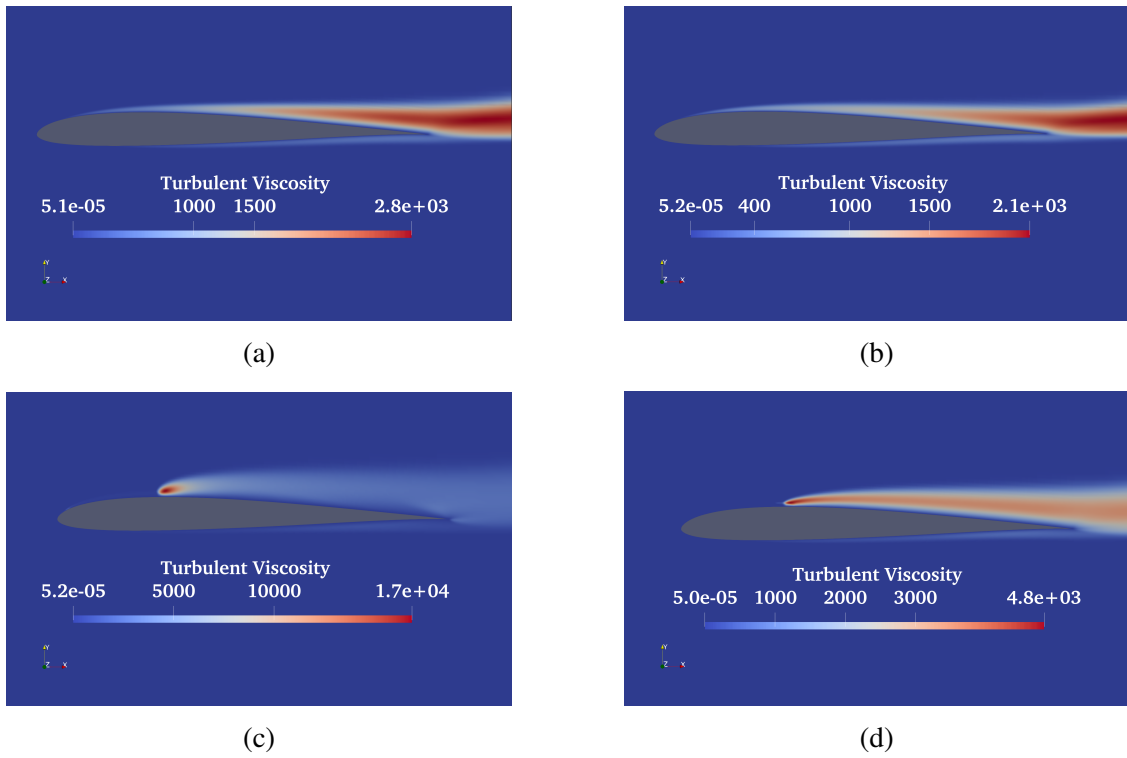 Turbulent Viscosity
5.1e-05 1000 1500 2.8e+03
Y
Z X
(a)
Turbulent Viscosity
5.2e-05 400 1000 1500 2.1e+03
Y
Z X
(b)
Turbulent Viscosity
5.2e-05 5000 10000 1.7e+04
Y
Z X
(c)
Turbulent Viscosity
5.0e-05 1000 2000 3000 4.8e+03
Y
Z X
(d)